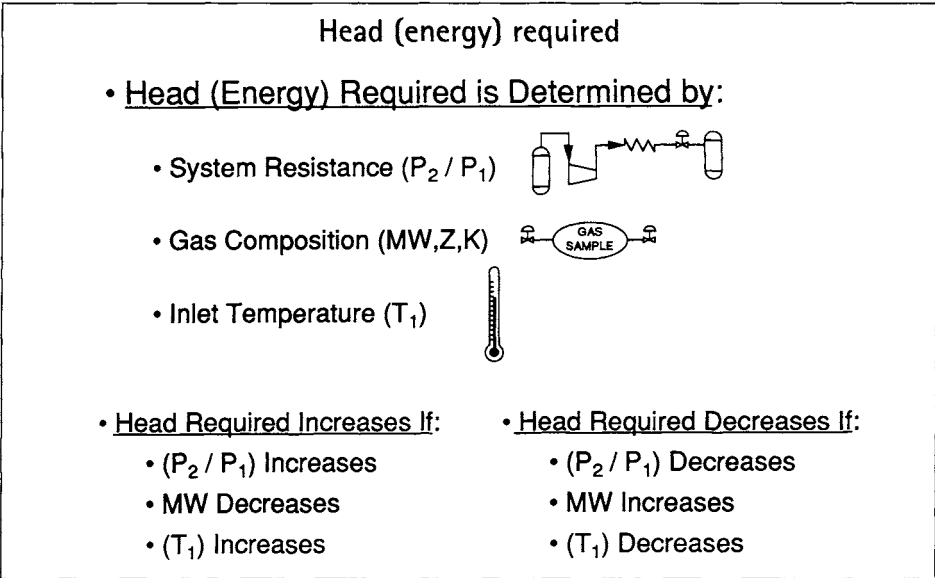 Head (energy) required
• Head (Energy) Required is Determined by:
• System Resistance (P₂ / P₁)
• Gas Composition (MW,Z,K)
GAS
SAMPLE
• Inlet Temperature (T₁)
• Head Required Increases If:
• (P₂ / P₁) Increases
• MW Decreases
• (T₁) Increases
• Head Required Decreases If:
• (P₂ / P₁) Decreases
• MW Increases
• (T₁) Decreases